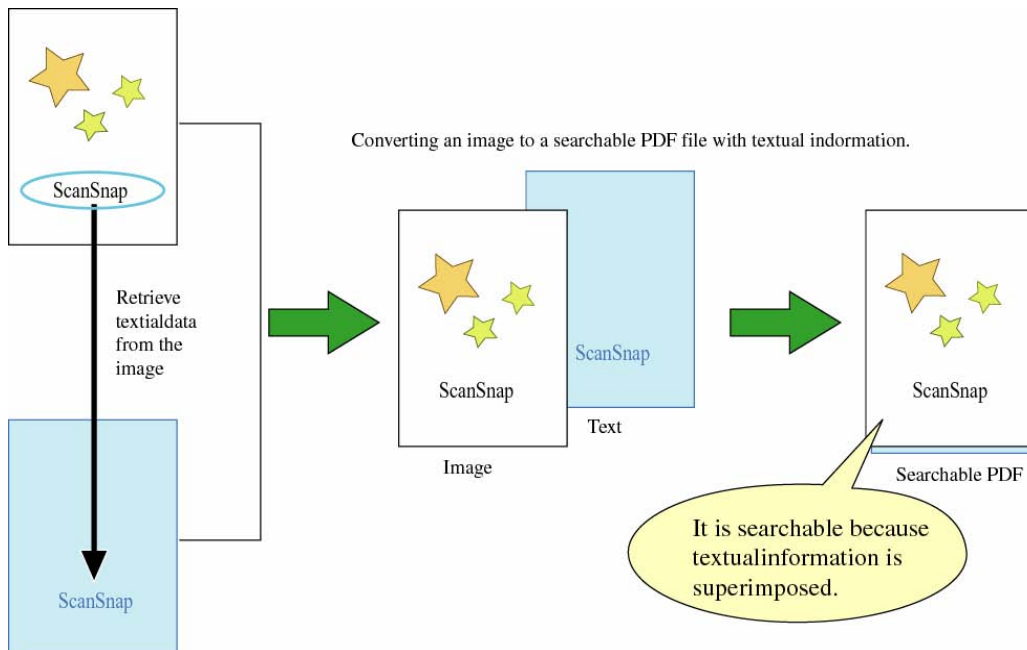 ScanSnap
Retrieve
textialdata
from the
image
ScanSnap
Converting an image to a searchable PDF file with textual indormation.
ScanSnap
ScanSnap
Text
Image
ScanSnap
Searchable PDF
It is searchable because
textualinformation is
superimposed.